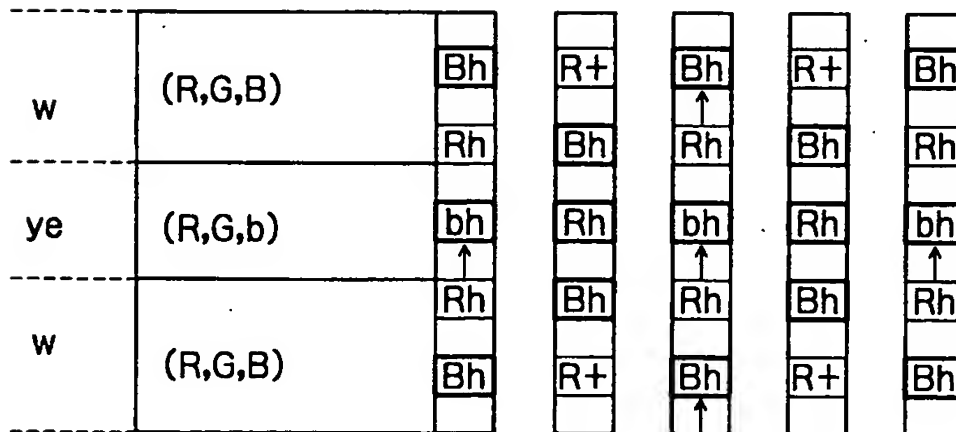 Bh R+ Bh R+ Bh
w (R,G,B)
Rh Bh Rh Bh Rh
ye (R,G,b) bh Rh bh Rh bh
Rh Bh Rh Bh Rh
w
(R,G,B) Bh R+ Bh R+ Bh